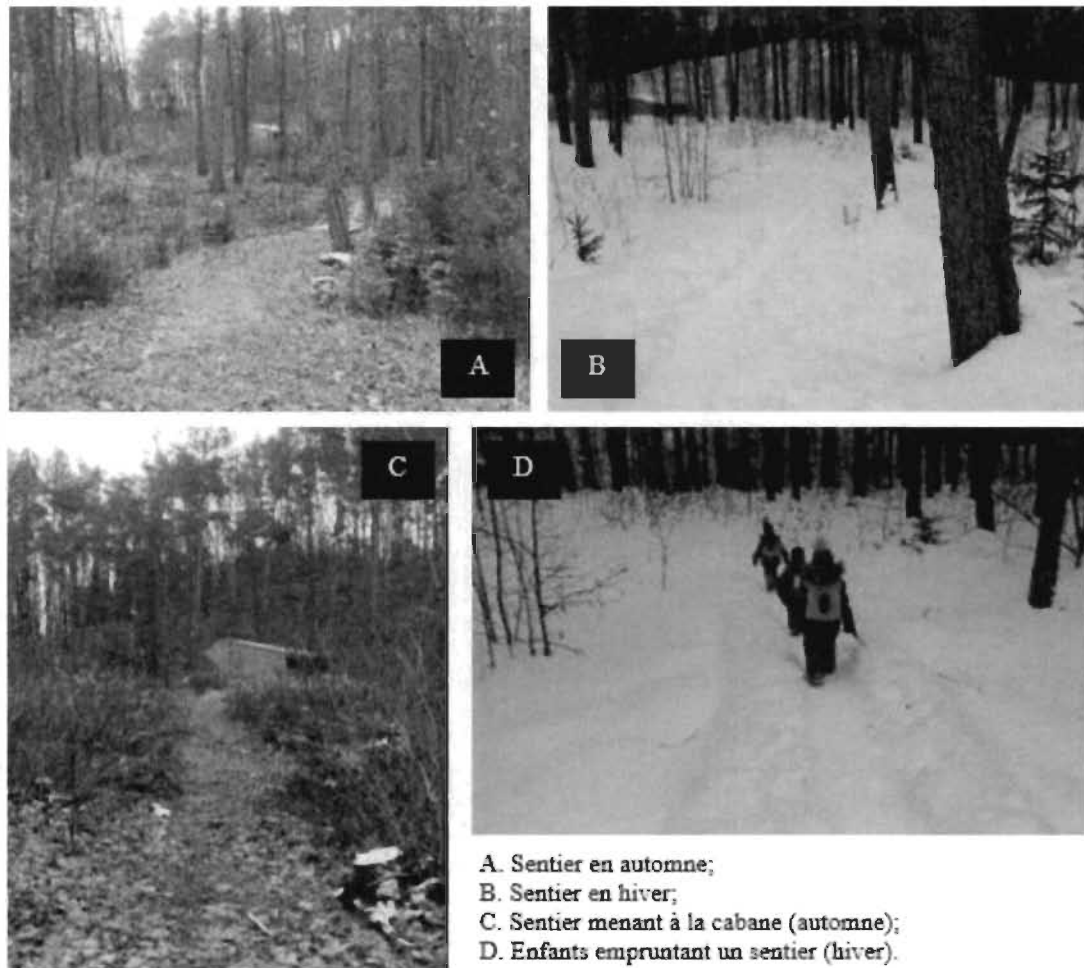 A
B
C
D
A. Sentier en automne;
B. Sentier en hiver;
C. Sentier menant à la cabane (automne);
D. Enfants empruntant un sentier (hiver).